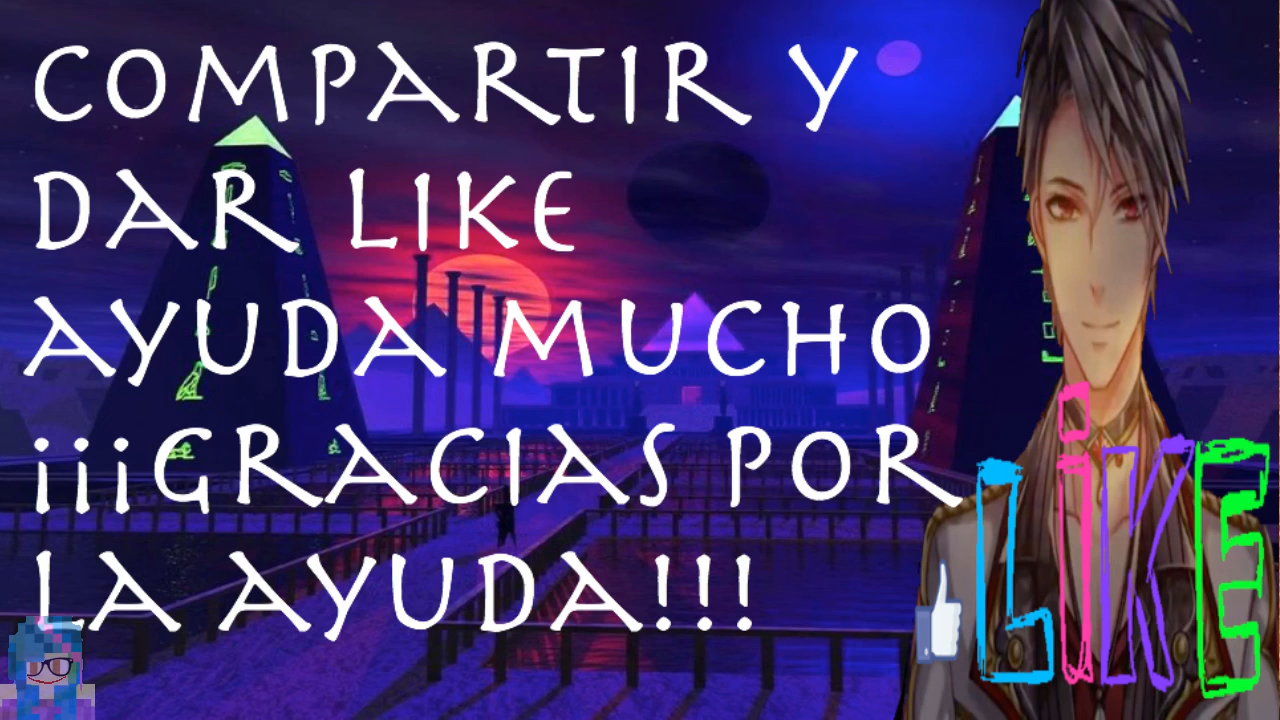 COMPARTIR Y
DAR LIKE
AYUDA MUCHO
¡¡¡GRACIAS POR
LA AYUDA!!!
LiKE